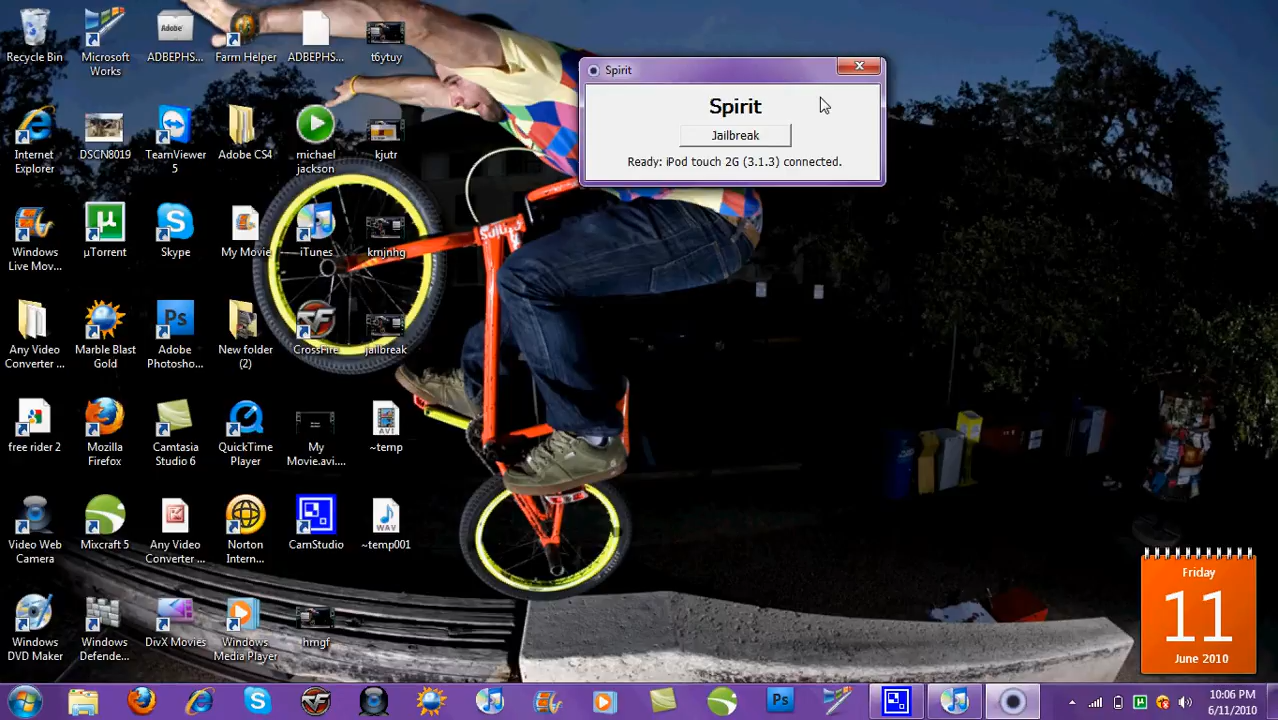 Recycle Bin
Microsoft
Works
Adobe
ADBEPHS...
Farm Helper
ADBEPHS...
t6ytuy
Internet
Explorer
DSCN8019
TeamViewer
5
Adobe CS4
michael
jackson
kjutr
Windows
Live Mov...
µTorrent
Skype
My Movie
iTunes
kmjnhg
Any Video
Converter ...
Marble Blast
Gold
Ps
Adobe
Photosho...
New folder
(2)
CrossFire
jailbreak
free rider 2
Mozilla
Firefox
Camtasia
Studio 6
QuickTime
Player
My
Movie.avi....
AVI
~temp
Video Web
Camera
Mixcraft 5
Any Video
Converter ...
Norton
Intern...
CamStudio
WAV
~temp001
Windows
DVD Maker
Windows
Defende...
DivX Movies
Windows
Media Player
hmgf
Spirit
Spirit
Jailbreak
Ready: iPod touch 2G (3.1.3) connected.
Friday
11
June 2010
Ps
10:06 PM
6/11/2010